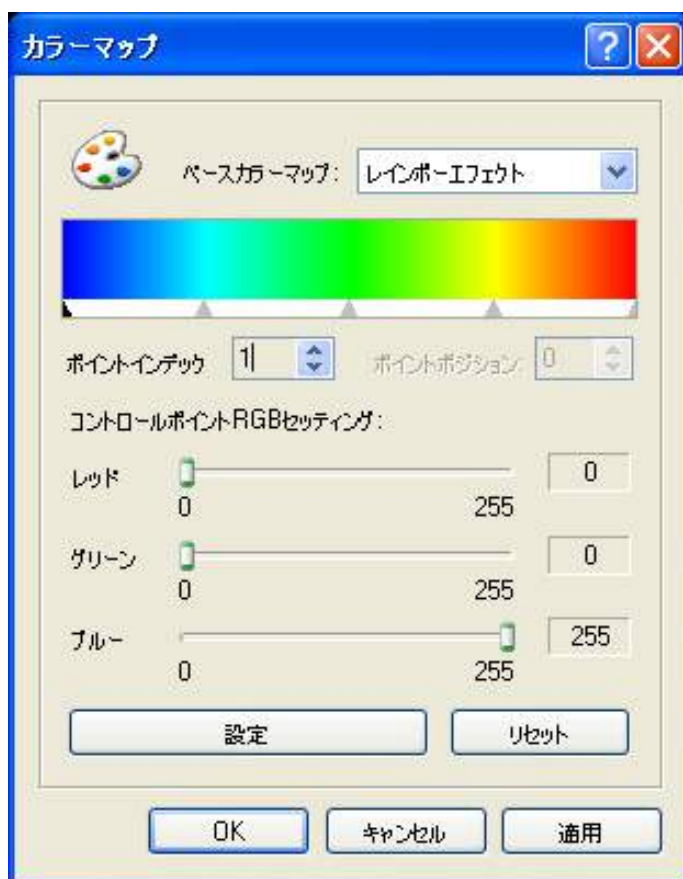 カラーマップ
ベースカラーマップ: レインボーエフェクト
ポイントインデック 1 ポイントポジション: 0
コントロールポイントRGBセッティング:
レッド 0
0 255
グリーン 0
0 255
ブルー 255
0 255
設定 リセット
OK キャンセル 適用